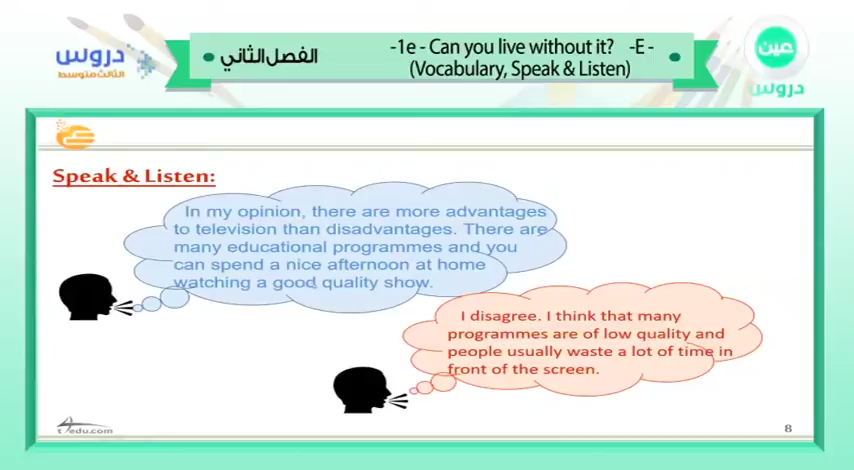 دروس
الثالث متوسط
الفصل الثاني
-1e - Can you live without it? -E -
(Vocabulary, Speak & Listen)
عين
دروس
Speak & Listen:
In my opinion, there are more advantages
to television than disadvantages. There are
many educational programmes and you
can spend a nice afternoon at home
watching a good quality show.
I disagree. I think that many
programmes are of low quality and
people usually waste a lot of time in
front of the screen.
t4edu.com
8